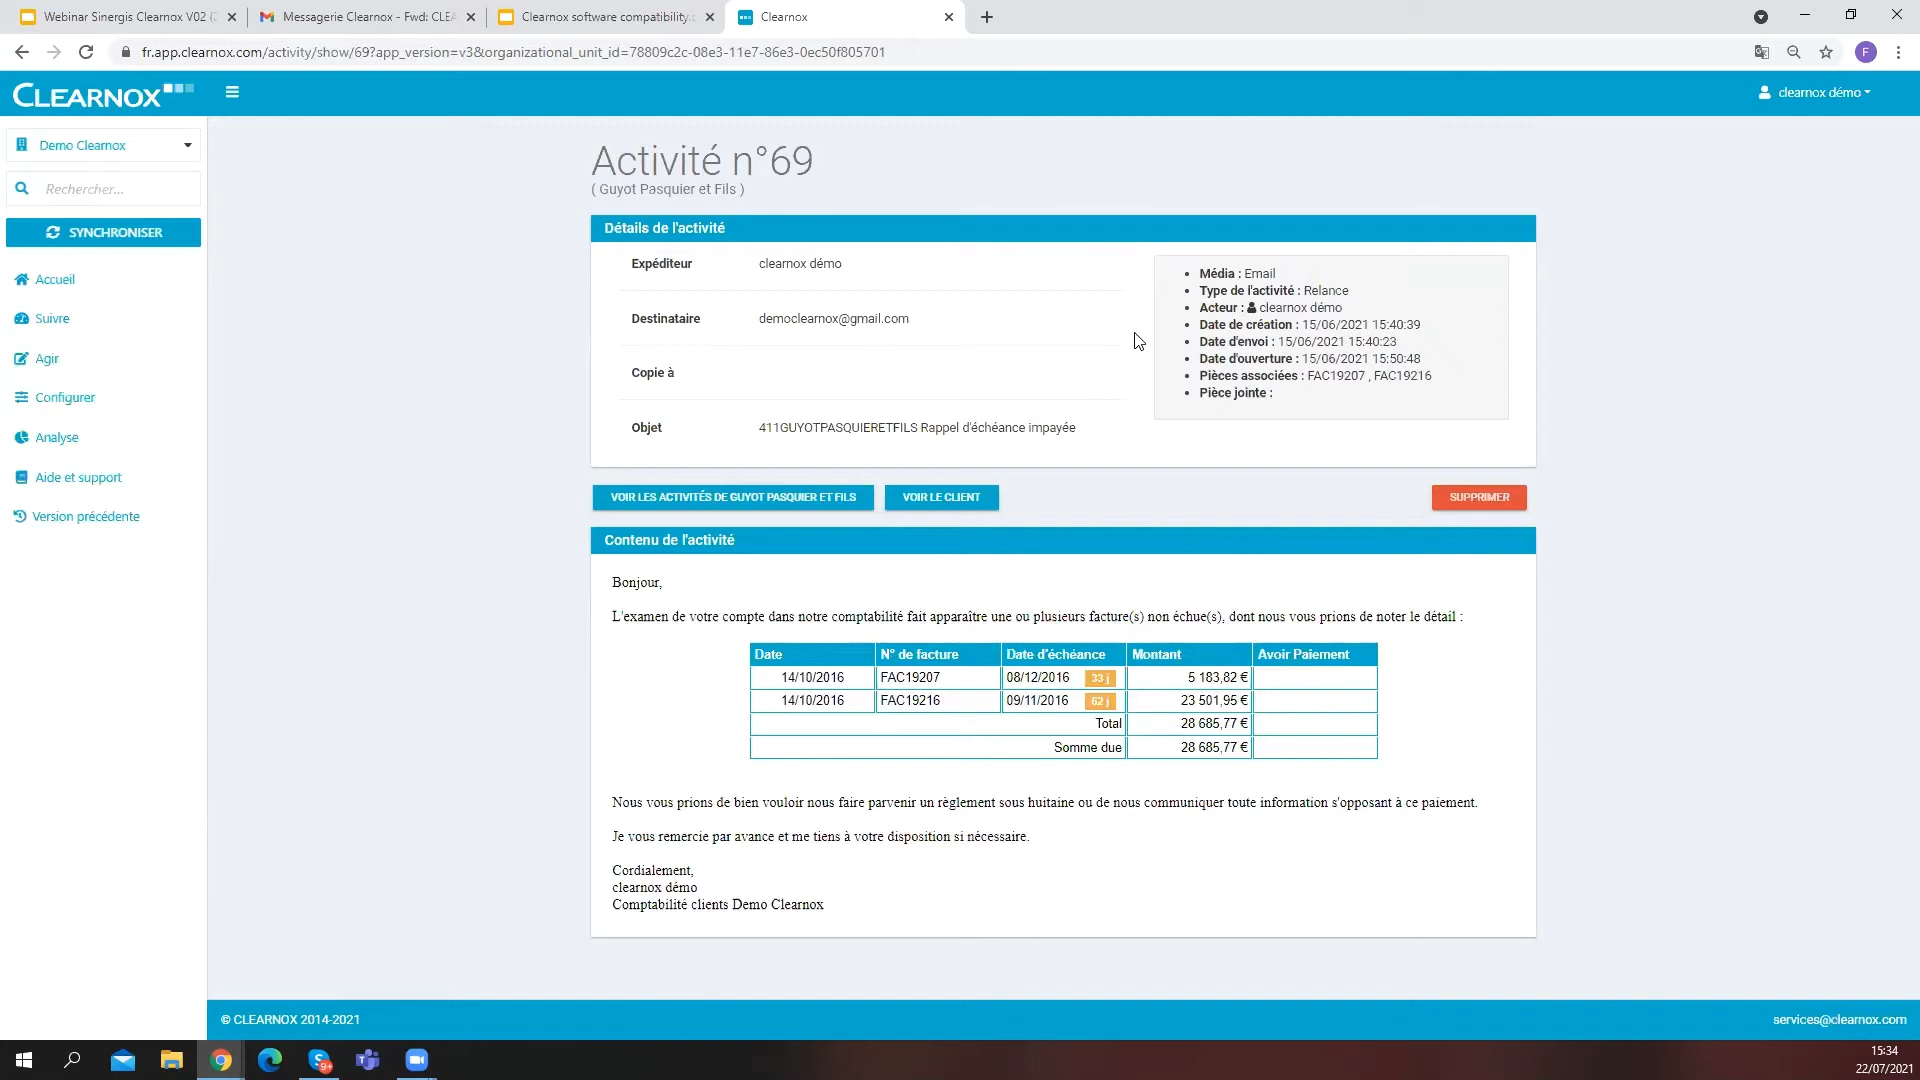 Webinar Sinergis Clearnox V02 (
Messagerie Clearnox - Fwd: CLEA
Clearnox software compatibility:
Clearnox
fr.app.clearnox.com/activity/show/69?app_version=v3&organizational_unit_id=78809c2c-08e3-11e7-86e3-0ec50f805701
F
CLEARNOX
clearnox démo
Demo Clearnox
Rechercher...
SYNCHRONISER
Accueil
Suivre
Agir
Configurer
Analyse
Aide et support
Version précédente
Activité n°69
( Guyot Pasquier et Fils )
Détails de l'activité
Expéditeur clearnox démo
Destinataire democlearnox@gmail.com
Copie à
Objet 411GUYOTPASQUIERETFILS Rappel d'échéance impayée
Média : Email
Type de l'activité : Relance
Acteur : clearnox démo
Date de création : 15/06/2021 15:40:39
Date d'envoi : 15/06/2021 15:40:23
Date d'ouverture : 15/06/2021 15:50:48
Pièces associées : FAC19207 , FAC19216
Pièce jointe :
VOIR LES ACTIVITÉS DE GUYOT PASQUIER ET FILS VOIR LE CLIENT SUPPRIMER
Contenu de l'activité
Bonjour,
L'examen de votre compte dans notre comptabilité fait apparaître une ou plusieurs facture(s) non échue(s), dont nous vous prions de noter le détail :
Date N° de facture Date d'échéance Montant Avoir Paiement
14/10/2016 FAC19207 08/12/2016 33 j 5 183,82 €
14/10/2016 FAC19216 09/11/2016 62 j 23 501,95 €
Total 28 685,77 €
Somme due 28 685,77 €
Nous vous prions de bien vouloir nous faire parvenir un règlement sous huitaine ou de nous communiquer toute information s'opposant à ce paiement.
Je vous remercie par avance et me tiens à votre disposition si nécessaire.
Cordialement,
clearnox démo
Comptabilité clients Demo Clearnox
© CLEARNOX 2014-2021
services@clearnox.com
9+
15:34
22/07/2021